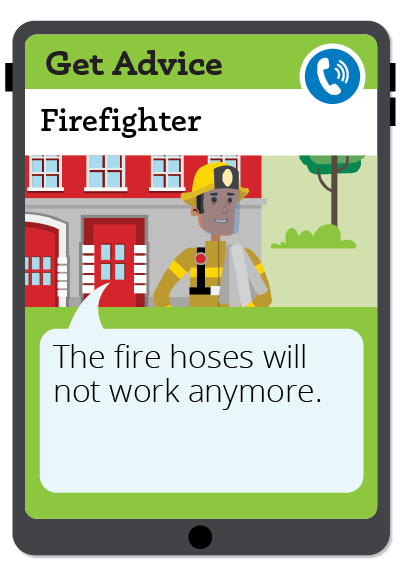 Get Advice
Firefighter
The fire hoses will
not work anymore.